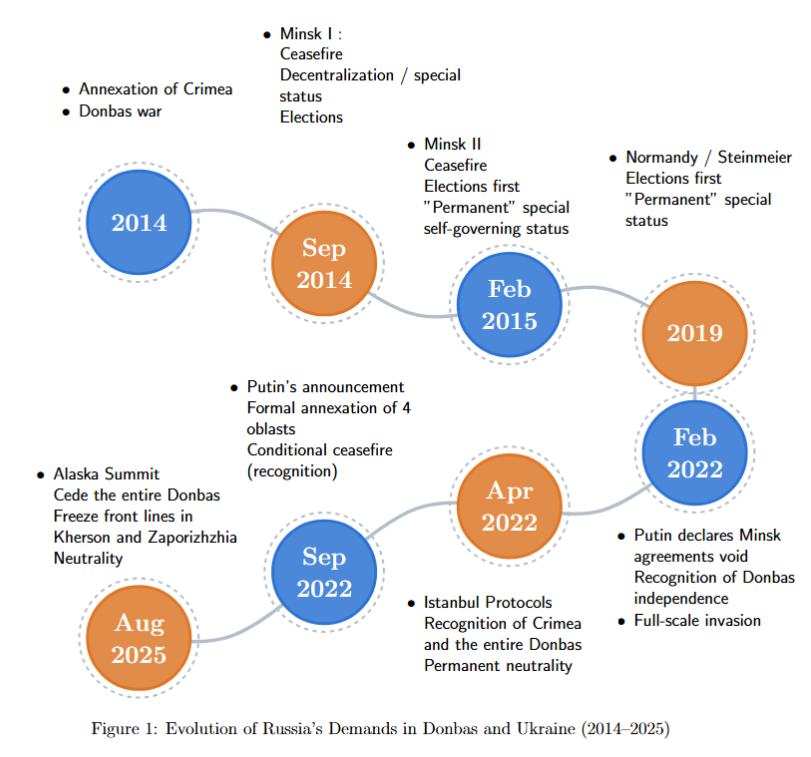 • Annexation of Crimea
• Donbas war
2014
• Minsk I :
Ceasefire
Decentralization / special
status
Elections
Sep
2014
• Minsk II
Ceasefire
Elections first
"Permanent" special
self-governing status
Feb
2015
• Normandy / Steinmeier
Elections first
"Permanent" special
status
2019
Feb
2022
• Putin declares Minsk
agreements void
Recognition of Donbas
independence
• Full-scale invasion
Apr
2022
• Istanbul Protocols
Recognition of Crimea
and the entire Donbas
Permanent neutrality
• Putin's announcement
Formal annexation of 4
oblasts
Conditional ceasefire
(recognition)
Sep
2022
• Alaska Summit
Cede the entire Donbas
Freeze front lines in
Kherson and Zaporizhzhia
Neutrality
Aug
2025
Figure 1: Evolution of Russia's Demands in Donbas and Ukraine (2014–2025)